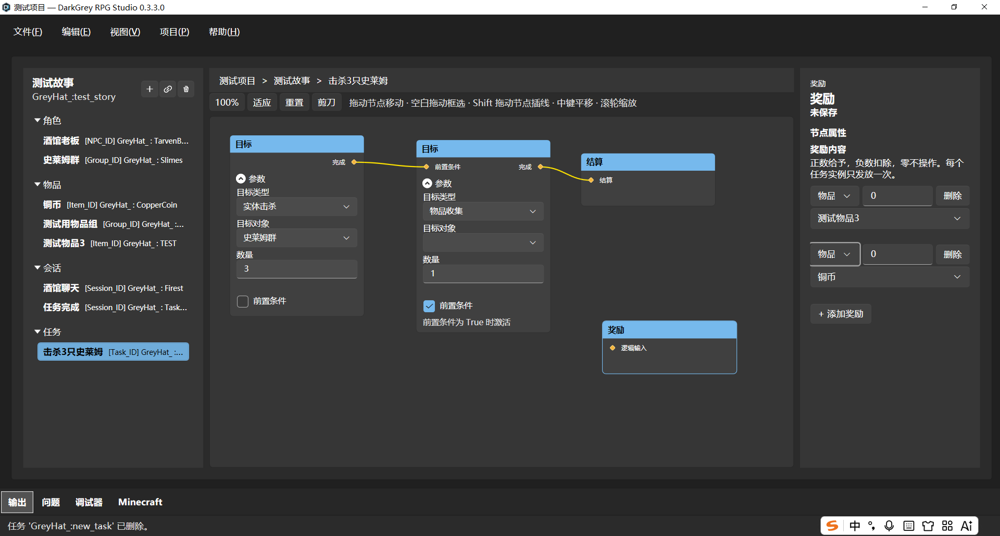 测试项目 — DarkGrey RPG Studio 0.3.3.0
文件(F) 编辑(E) 视图(V) 项目(P) 帮助(H)
测试故事
GreyHat_:test_story
角色
酒馆老板 [NPC_ID] GreyHat_ : TarvenB...
史莱姆群 [Group_ID] GreyHat_ : Slimes
物品
铜币 [Item_ID] GreyHat_ : CopperCoin
测试用物品组 [Group_ID] GreyHat_ :...
测试物品3 [Item_ID] GreyHat_ : TEST
会话
酒馆聊天 [Session_ID] GreyHat_ : Firest
任务完成 [Session_ID] GreyHat_ : Task...
任务
击杀3只史莱姆 [Task_ID] GreyHat_ :...
测试项目 > 测试故事 > 击杀3只史莱姆
100% 适应 重置 剪刀 拖动节点移动 · 空白拖动框选 · Shift 拖动节点插线 · 中键平移 · 滚轮缩放
目标
完成
参数
目标类型
实体击杀
目标对象
史莱姆群
数量
3
前置条件
目标
前置条件 完成
参数
目标类型
物品收集
目标对象
数量
1
前置条件
前置条件为 True 时激活
结算
结算
奖励
逻辑输入
奖励
奖励
未保存
节点属性
奖励内容
正数给予，负数扣除，零不操作。每个
任务实例只发放一次。
物品 0 删除
测试物品3
物品 0 删除
铜币
+ 添加奖励
输出 问题 调试器 Minecraft
任务 'GreyHat_:new_task' 已删除。
中 Ai